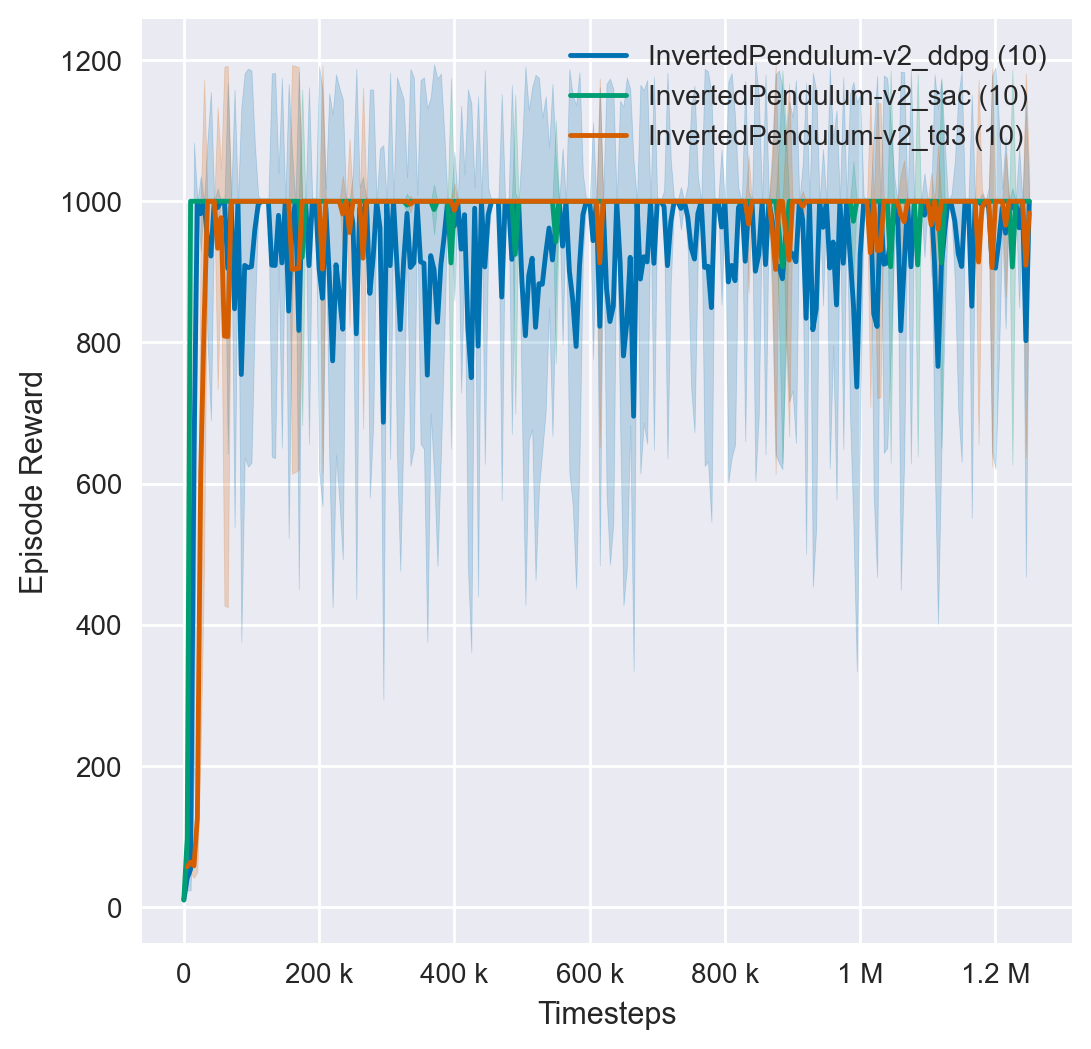 1200
1000
800
600
400
200
0
Episode Reward
InvertedPendulum-v2_ddpg (10)
InvertedPendulum-v2_sac (10)
InvertedPendulum-v2_td3 (10)
0 200 k 400 k 600 k 800 k 1 M 1.2 M
Timesteps